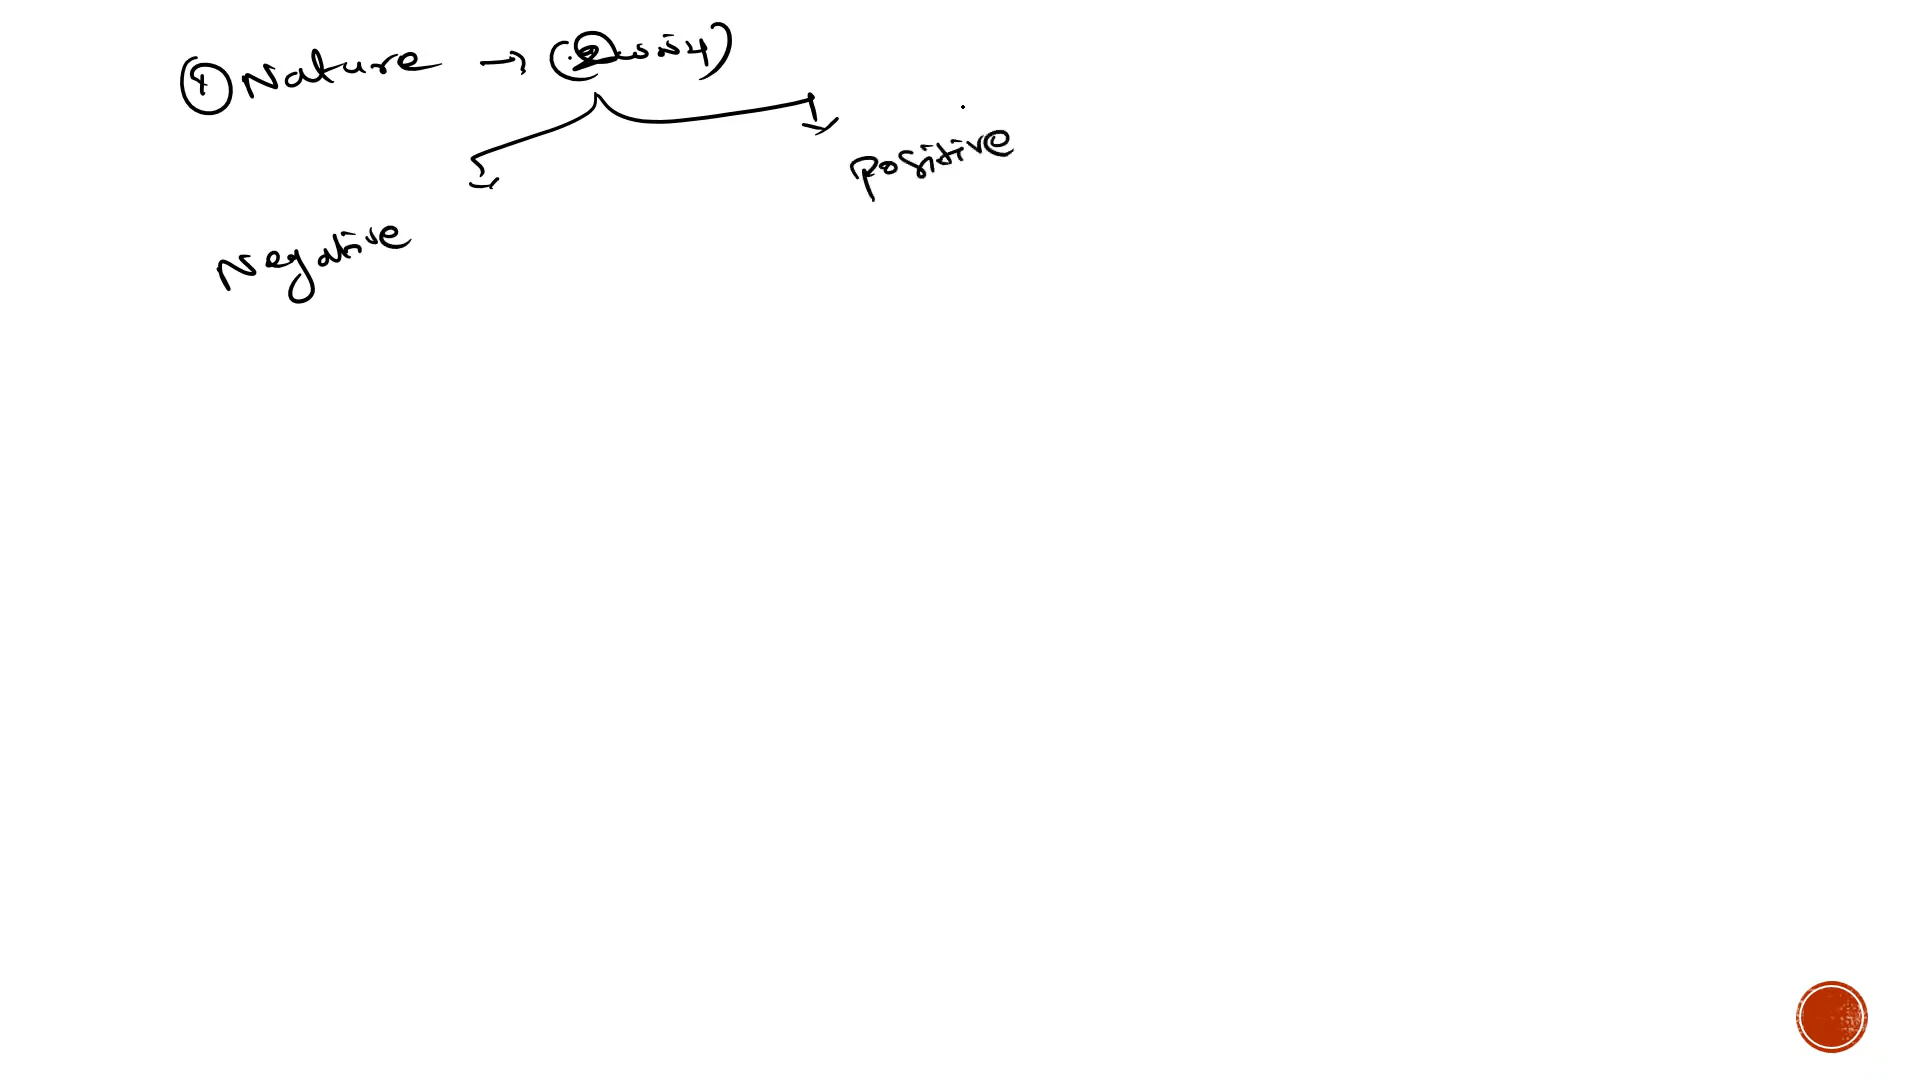 ① Nature →
Positive
Negative